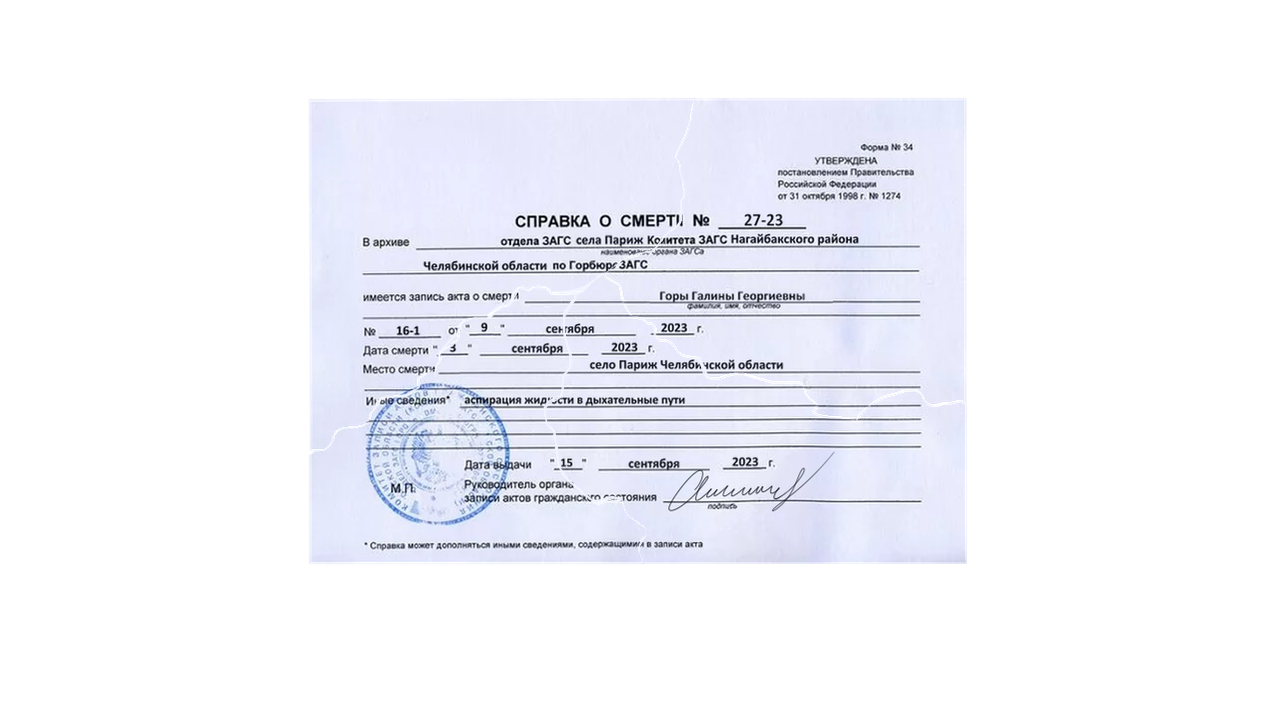 Форма № 34
УТВЕРЖДЕНА
постановлением Правительства
Российской Федерации
от 31 октября 1998 г. № 1274
СПРАВКА О СМЕРТИ № 27-23
В архиве отдела ЗАГС села Париж Комитета ЗАГС Нагайбакского района
наименование органа ЗАГСа
Челябинской области по Горбюро ЗАГС
имеется запись акта о смерти Горы Галины Георгиевны
фамилия, имя, отчество
№ 16-1 от "9" сентября 2023 г.
Дата смерти "3" сентября 2023 г.
Место смерти село Париж Челябинской области
Иные сведения* аспирация жидкости в дыхательные пути
Дата выдачи "15" сентября 2023 г.
Руководитель органа
М.П.
записи актов гражданского состояния
подпись
* Справка может дополняться иными сведениями, содержащимися в записи акта